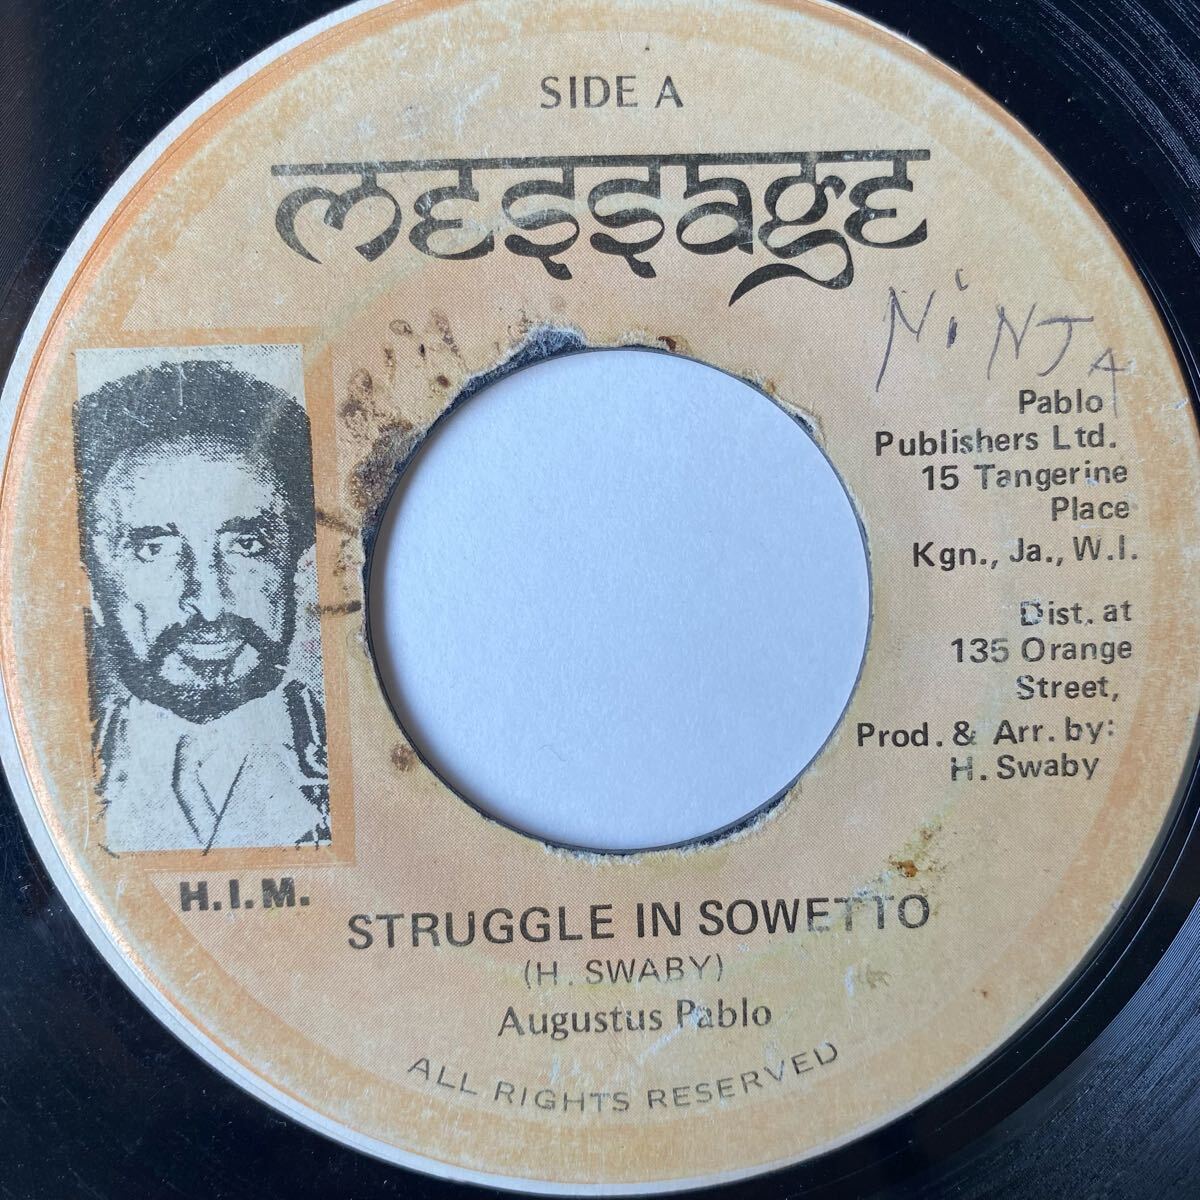 SIDE A
Message
NiNJA
Pablo
Publishers Ltd.
15 Tangerine
Place
Kgn., Ja., W.I.
Dist. at
135 Orange
Street,
Prod. & Arr. by:
H. Swaby
H.I.M.
STRUGGLE IN SOWETTO
(H. SWABY)
Augustus Pablo
ALL RIGHTS RESERVED